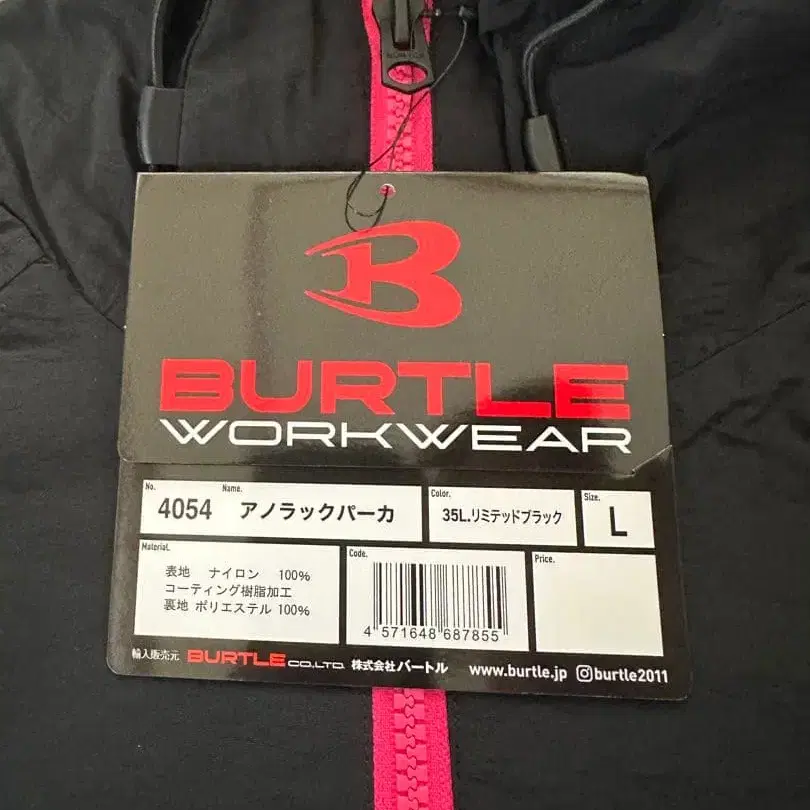 BURTLE
WORKWEAR
No. Name. Color. Size.
4054 アノラックパーカ 35L.リミテッドブラック L
Material. Code. Price.
表地 ナイロン 100%
コーティング樹脂加工
裏地 ポリエステル 100%
4 571648 687855
輸入販売元 BURTLE CO.,LTD. 株式会社バートル www.burtle.jp burtle2011